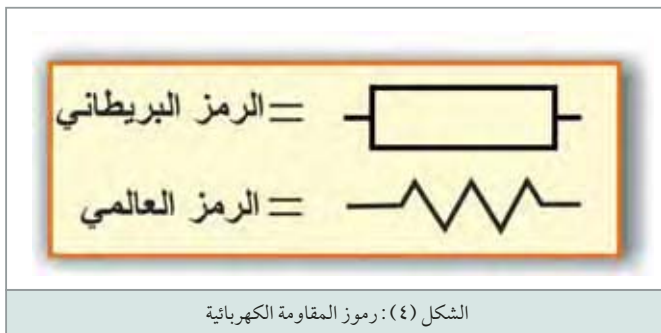 = الرمز البريطاني
= الرمز العالمي
الشكل (٤): رموز المقاومة الكهربائية